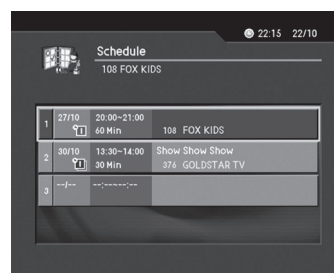 22:15 22/10
Schedule
108 FOX KIDS
1 27/10 20:00~21:00
60 Min 108 FOX KIDS
2 30/10 13:30~14:00 Show Show Show
30 Min 376 GOLDSTAR TV
3 --/-- --:--~--:--